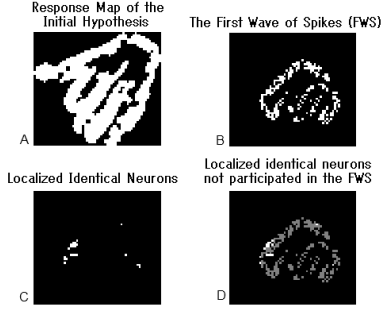 Response Map of the
Initial Hypothesis
The First Wave of Spikes (FWS)
A
B
Localized Identical Neurons
Localized identical neurons
not participated in the FWS
C
D